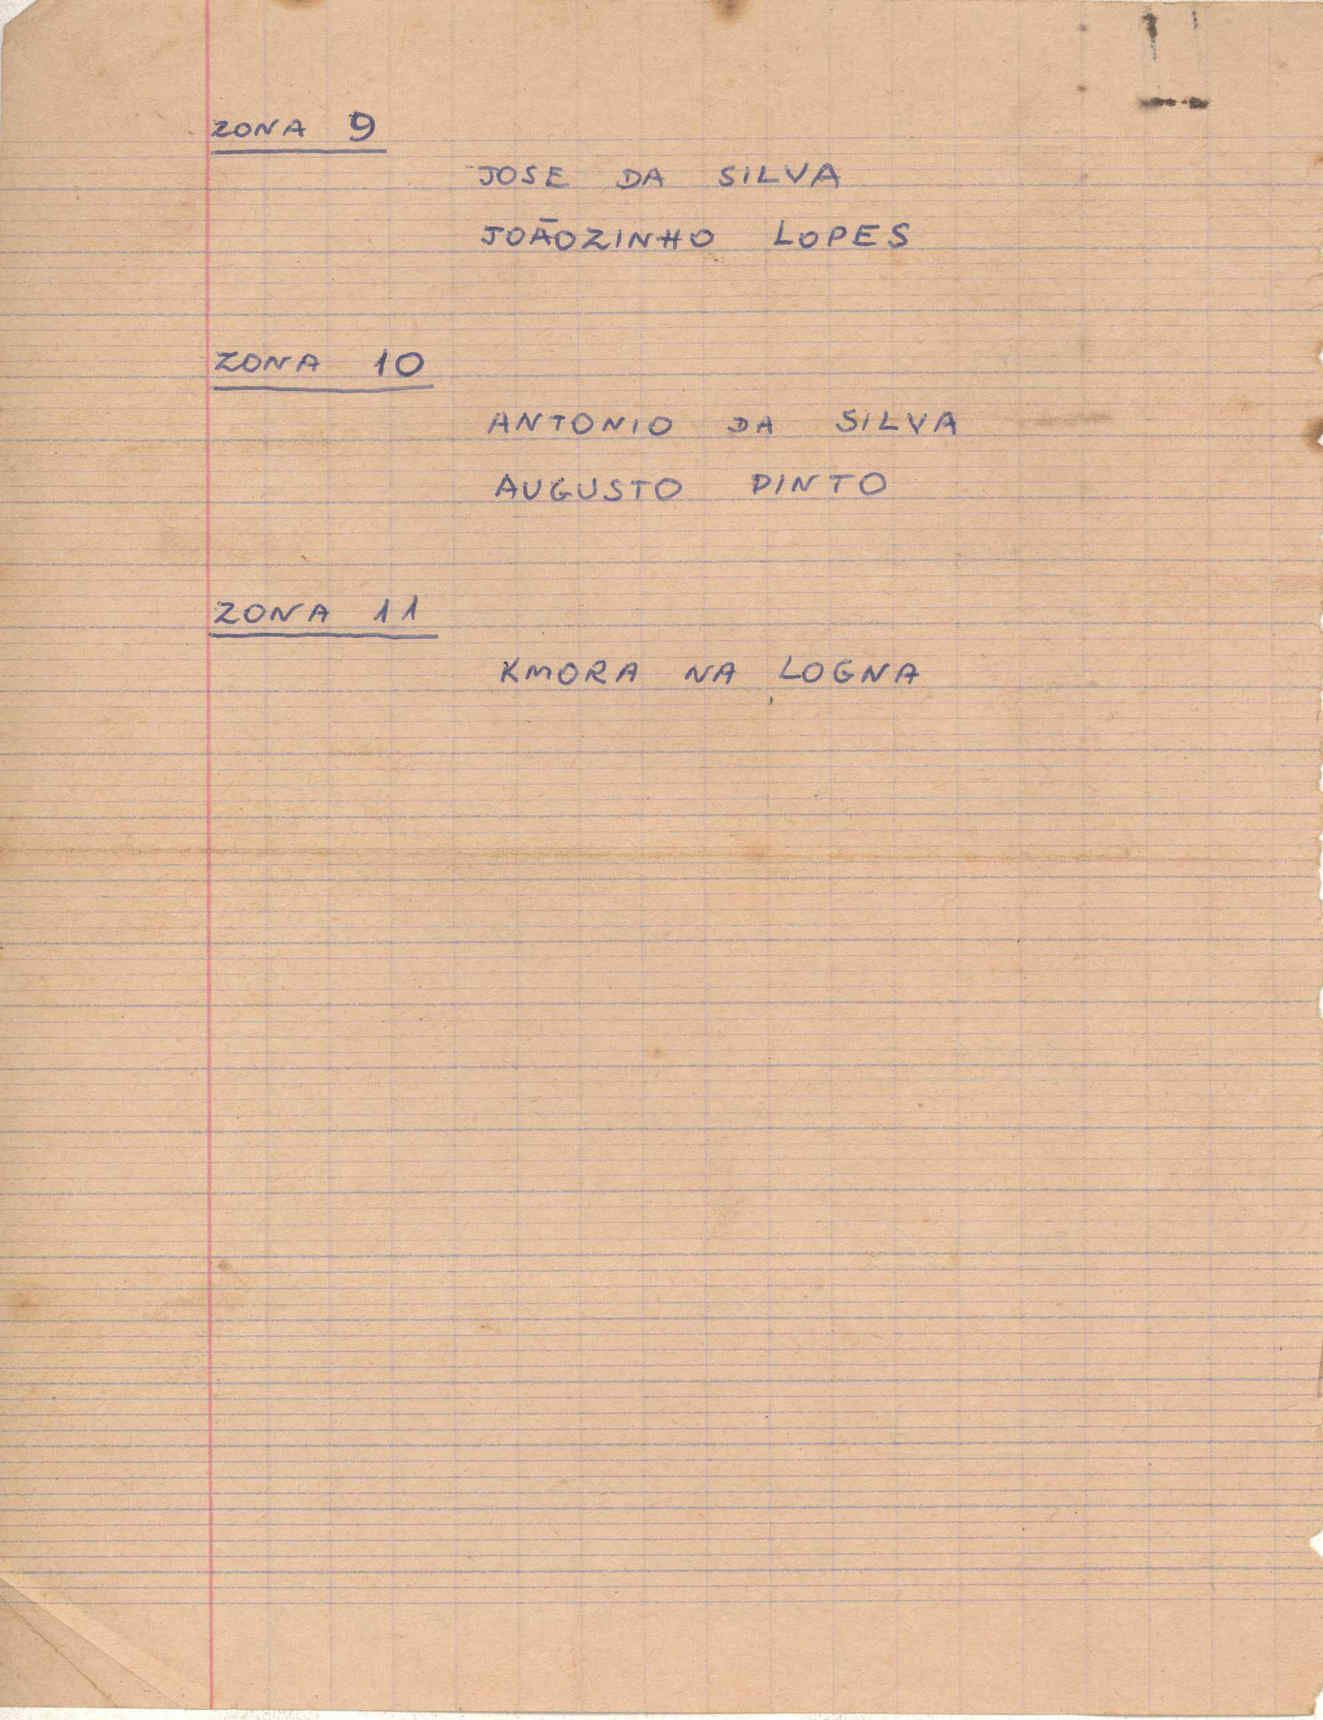 ZONA 9
JOSE DA SILVA
JOÃOZINHO LOPES
ZONA 10
ANTONIO DA SILVA
AUGUSTO PINTO
ZONA 11
KMORA NA LOGNA